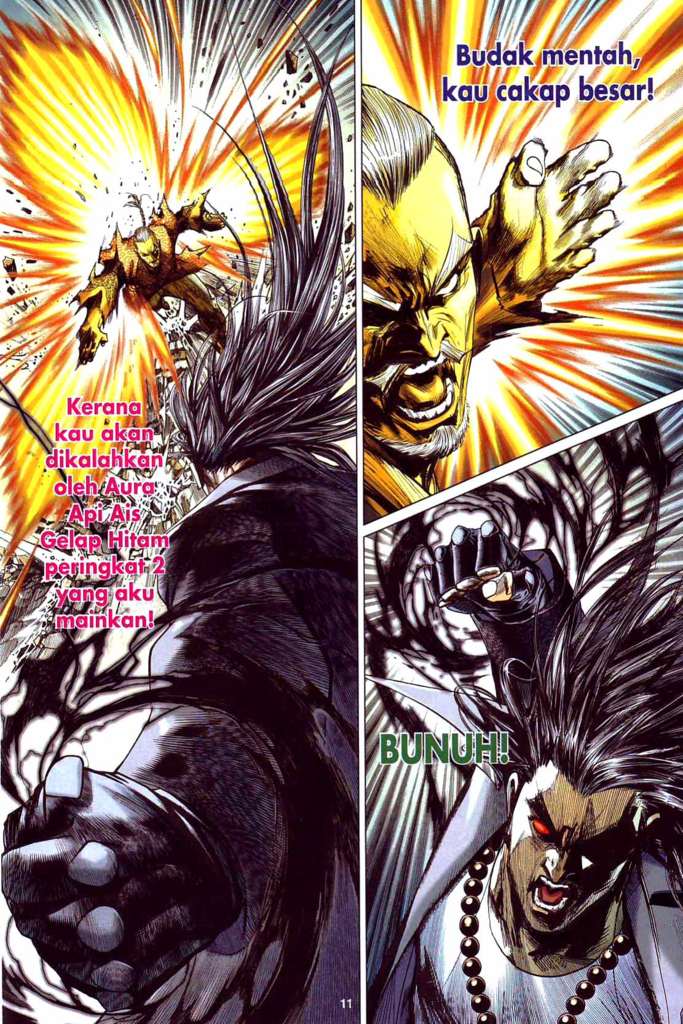 Kerana
kau akan
dikalahkan
oleh Aura
Api Ais
Gelap Hitam
peringkat 2
yang aku
mainkan!
11
Budak mentah,
kau cakap besar!
BUNUH!